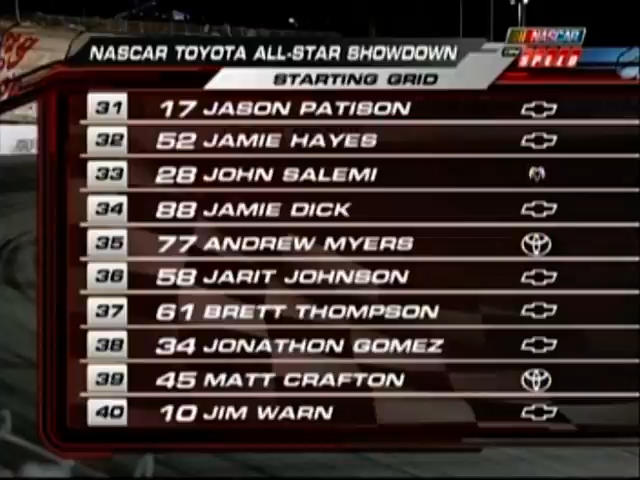 NASCAR
SPEED
NASCAR TOYOTA ALL-STAR SHOWDOWN
STARTING GRID
31 17 JASON PATISON
32 52 JAMIE HAYES
33 28 JOHN SALEMI
34 88 JAMIE DICK
35 77 ANDREW MYERS
36 58 JARIT JOHNSON
37 61 BRETT THOMPSON
38 34 JONATHON GOMEZ
39 45 MATT CRAFTON
40 10 JIM WARN